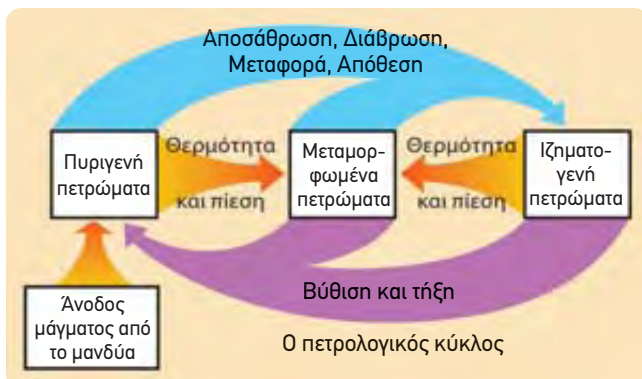 Αποσάθρωση, Διάβρωση,
Μεταφορά, Απόθεση
Πυριγενή
πετρώματα
Θερμότητα
και πίεση
Μεταμορ-
φωμένα
πετρώματα
Θερμότητα
και πίεση
Ιζηματο-
γενή
πετρώματα
Βύθιση και τήξη
Άνοδος
μάγματος από
το μανδύα
Ο πετρολογικός κύκλος